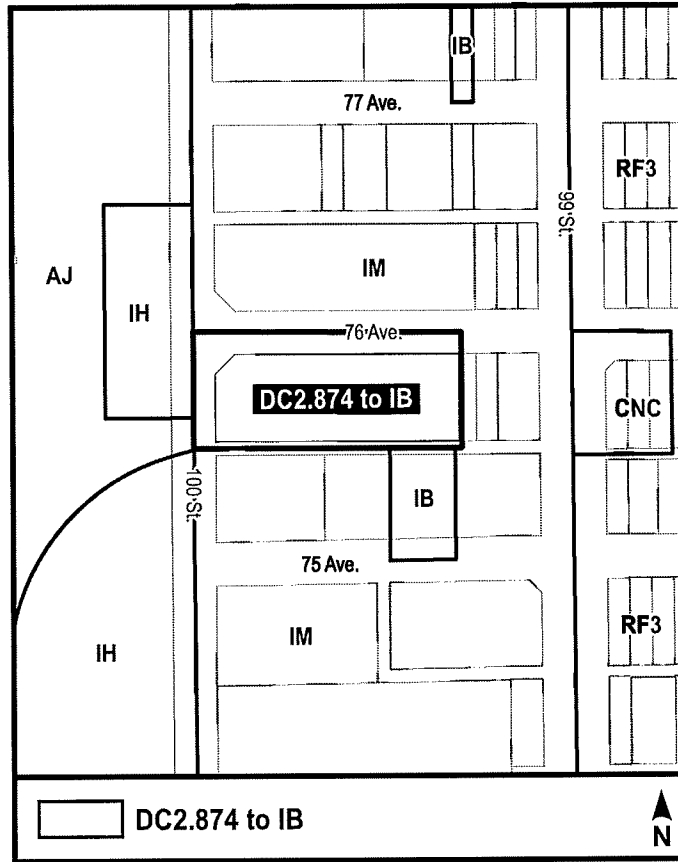 IB
77 Ave.
RF3
99 St.
IM
AJ
IH
76 Ave.
DC2.874 to IB
CNC
IB
100 St.
75 Ave.
IH
IM
RF3
DC2.874 to IB
N